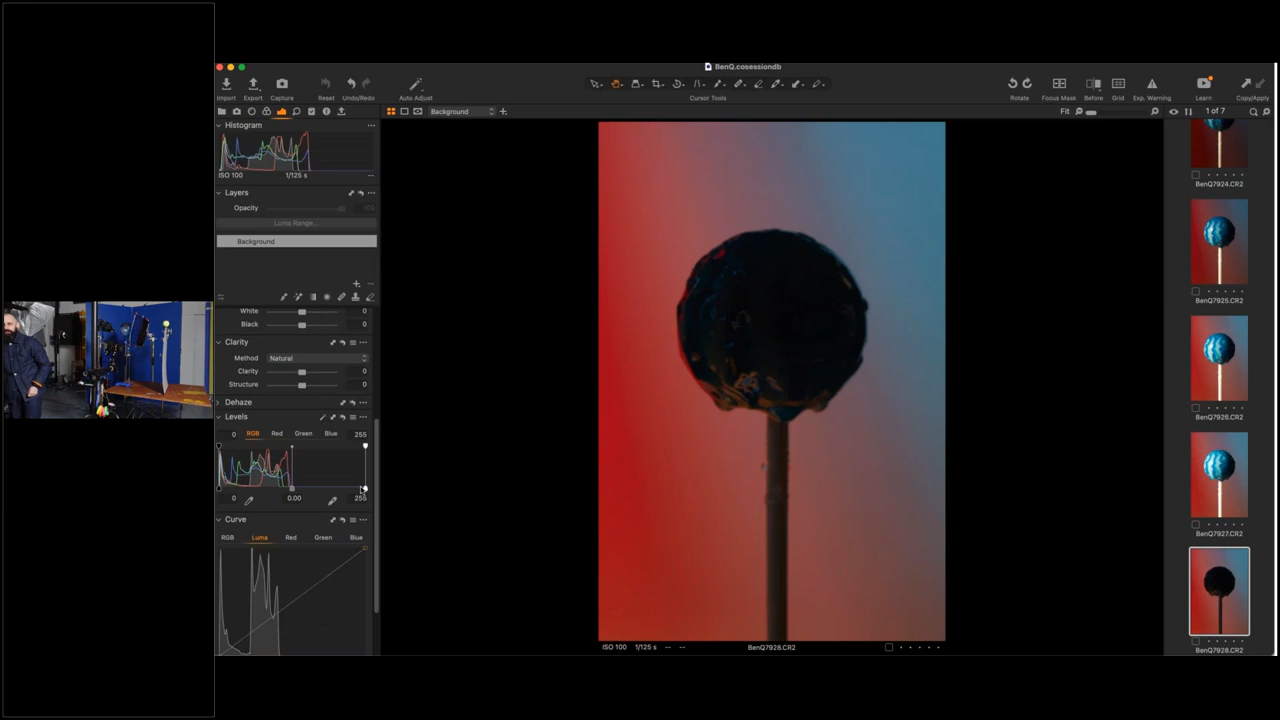 BenQ.cosessiondb
Import Export Capture Reset Undo/Redo Auto Adjust Cursor Tools Rotate Focus Mask Before Grid Exp. Warning Learn Copy/Apply
Background
Fit
1 of 7
Histogram
ISO 100 1/125 s --
Layers
Opacity 100
Luma Range...
Background
White 0
Black 0
Clarity
Method Natural
Clarity 0
Structure 0
Dehaze
Levels
0 RGB Red Green Blue 255
0 0.00 255
Curve
RGB Luma Red Green Blue
ISO 100 1/125 s -- -- BenQ7928.CR2
BenQ7924.CR2
BenQ7925.CR2
BenQ7926.CR2
BenQ7927.CR2
BenQ7928.CR2